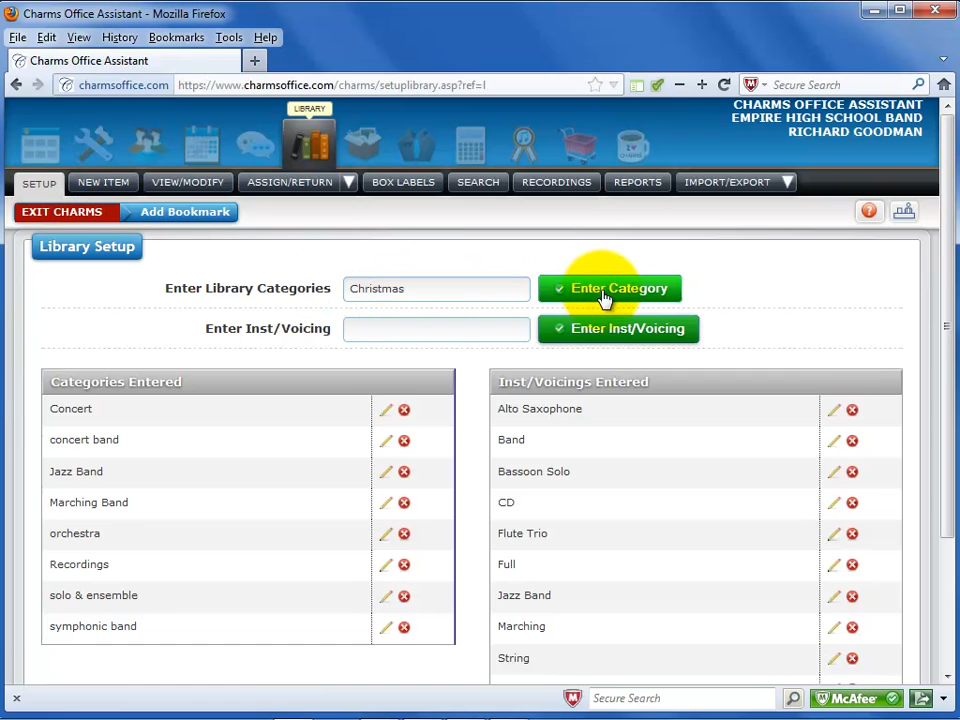 Charms Office Assistant - Mozilla Firefox
File Edit View History Bookmarks Tools Help
Charms Office Assistant
charmsoffice.com https://www.charmsoffice.com/charms/setuplibrary.asp?ref=l Secure Search
LIBRARY
CHARMS OFFICE ASSISTANT
EMPIRE HIGH SCHOOL BAND
RICHARD GOODMAN
SETUP NEW ITEM VIEW/MODIFY ASSIGN/RETURN BOX LABELS SEARCH RECORDINGS REPORTS IMPORT/EXPORT
EXIT CHARMS Add Bookmark
Library Setup
Enter Library Categories Christmas Enter Category
Enter Inst/Voicing Enter Inst/Voicing
Categories Entered
Concert
concert band
Jazz Band
Marching Band
orchestra
Recordings
solo & ensemble
symphonic band
Inst/Voicings Entered
Alto Saxophone
Band
Bassoon Solo
CD
Flute Trio
Full
Jazz Band
Marching
String
Secure Search McAfee